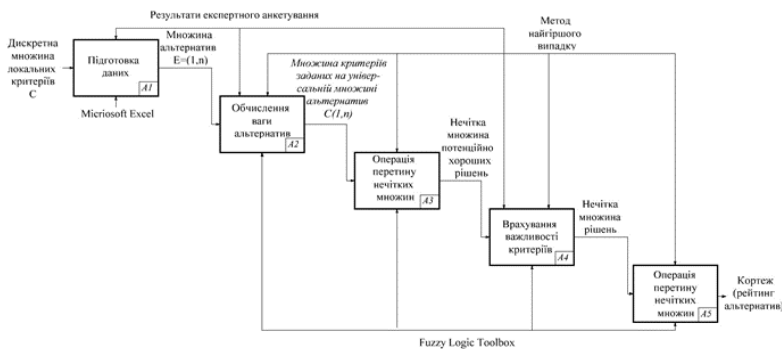 Результати експертного анкетування
Метод
найгіршого
випадку
Дискретна
множина
локальних
критеріїв
С
Підготовка
даних
A1
Множина
альтернатив
E=(1,n)
Micriosoft Excel
Множина критеріїв
заданих на універ-
сальній множині
альтернатив
C(1,n)
Обчислення
ваги
альтернатив
A2
Нечітка
множина
потенційно
хороших
рішень
Операція
перетину
нечітких
множин
A3
Врахування
важливості
критеріїв
A4
Нечітка
множина
рішень
Операція
перетину
нечітких
множин
A5
Кортеж
(рейтинг
альтернатив)
Fuzzy Logic Toolbox